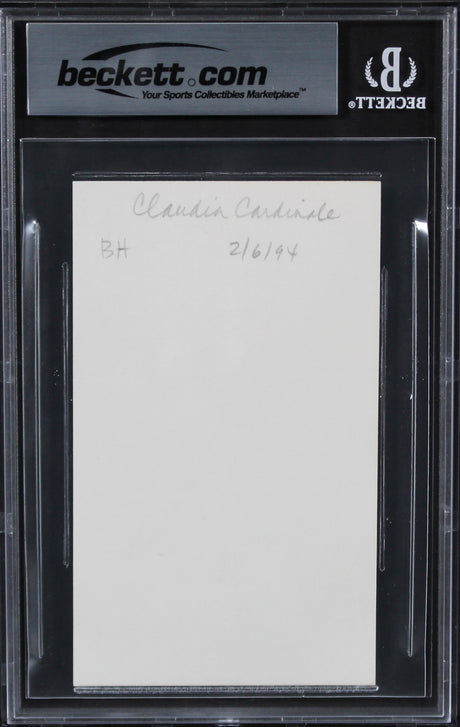 beckett.com
Your Sports Collectibles Marketplace™
B
BECKETT®
Claudia Cardinale
BH 2/6/94